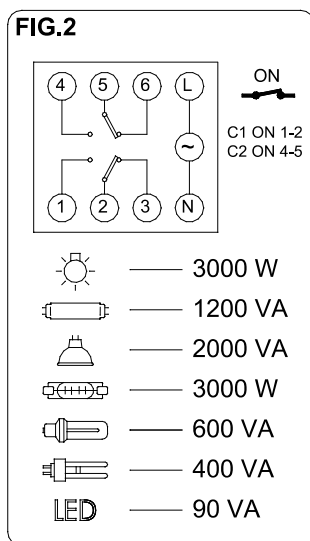 FIG.2
4 5 6 L
ON
C1 ON 1-2
~
C2 ON 4-5
1 2 3 N
3000 W
1200 VA
2000 VA
3000 W
600 VA
400 VA
LED 90 VA